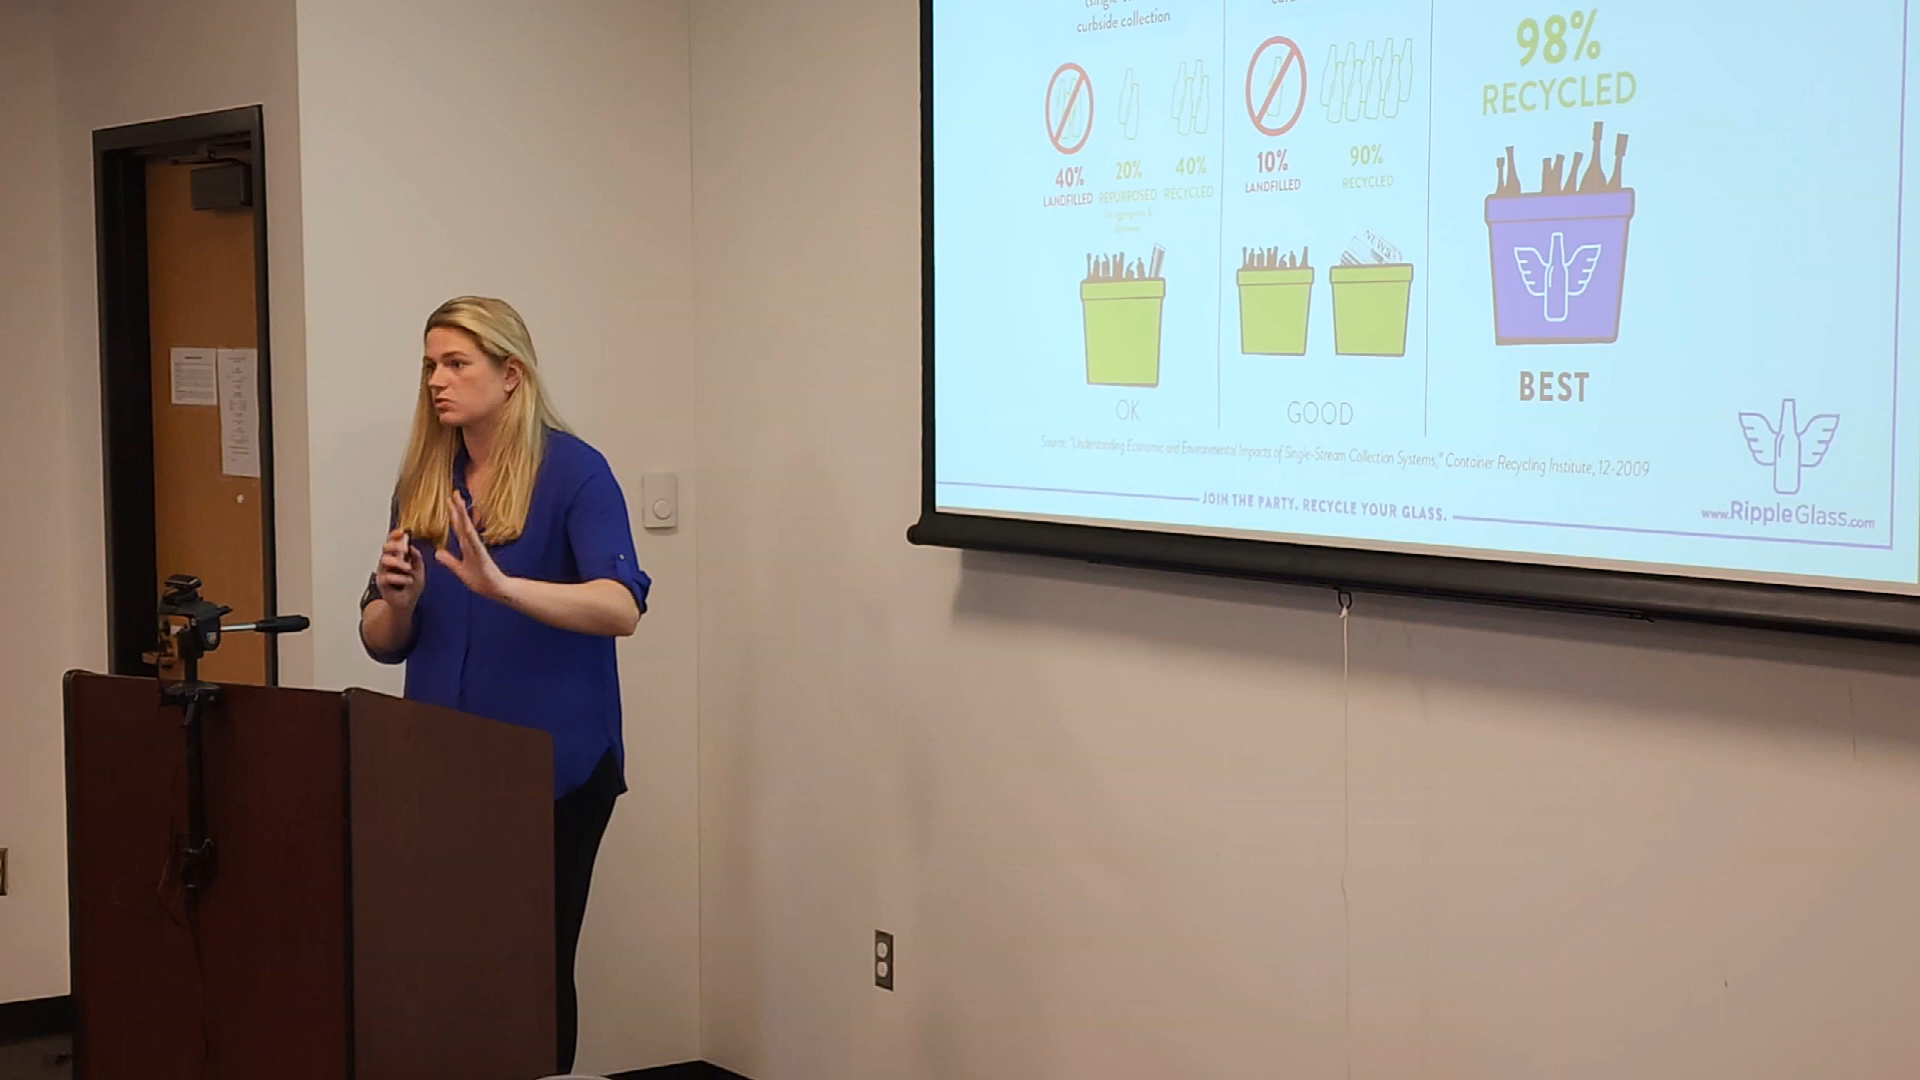 curbside collection
40%
LANDFILLED
20%
REPURPOSED
40%
RECYCLED
OK
10%
LANDFILLED
90%
RECYCLED
NEWS
GOOD
98%
RECYCLED
BEST
Source: "Understanding Economic and Environmental Impacts of Single-Stream Collection Systems," Container Recycling Institute, 12-2009
JOIN THE PARTY. RECYCLE YOUR GLASS.
www.RippleGlass.com